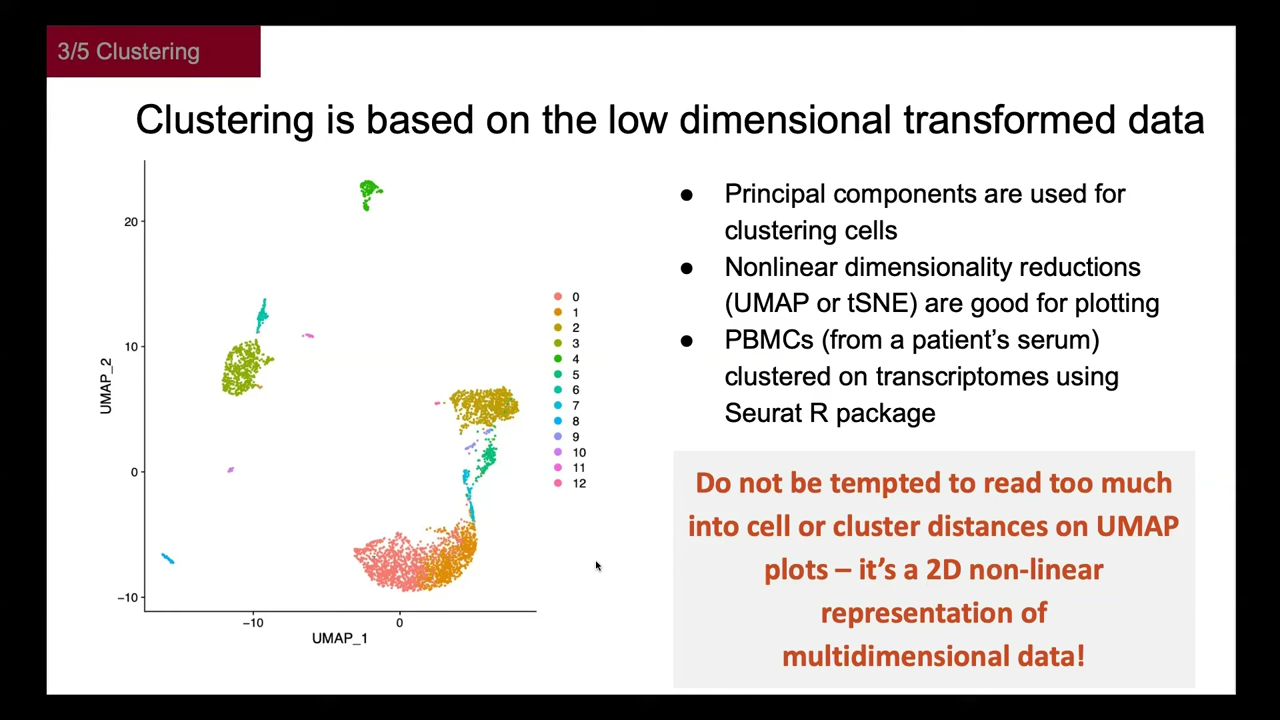 3/5 Clustering
Clustering is based on the low dimensional transformed data
20
10
0
−10
UMAP_2
−10
0
UMAP_1
0
1
2
3
4
5
6
7
8
9
10
11
12
● Principal components are used for
clustering cells
● Nonlinear dimensionality reductions
(UMAP or tSNE) are good for plotting
● PBMCs (from a patient’s serum)
clustered on transcriptomes using
Seurat R package
Do not be tempted to read too much
into cell or cluster distances on UMAP
plots – it’s a 2D non-linear
representation of
multidimensional data!